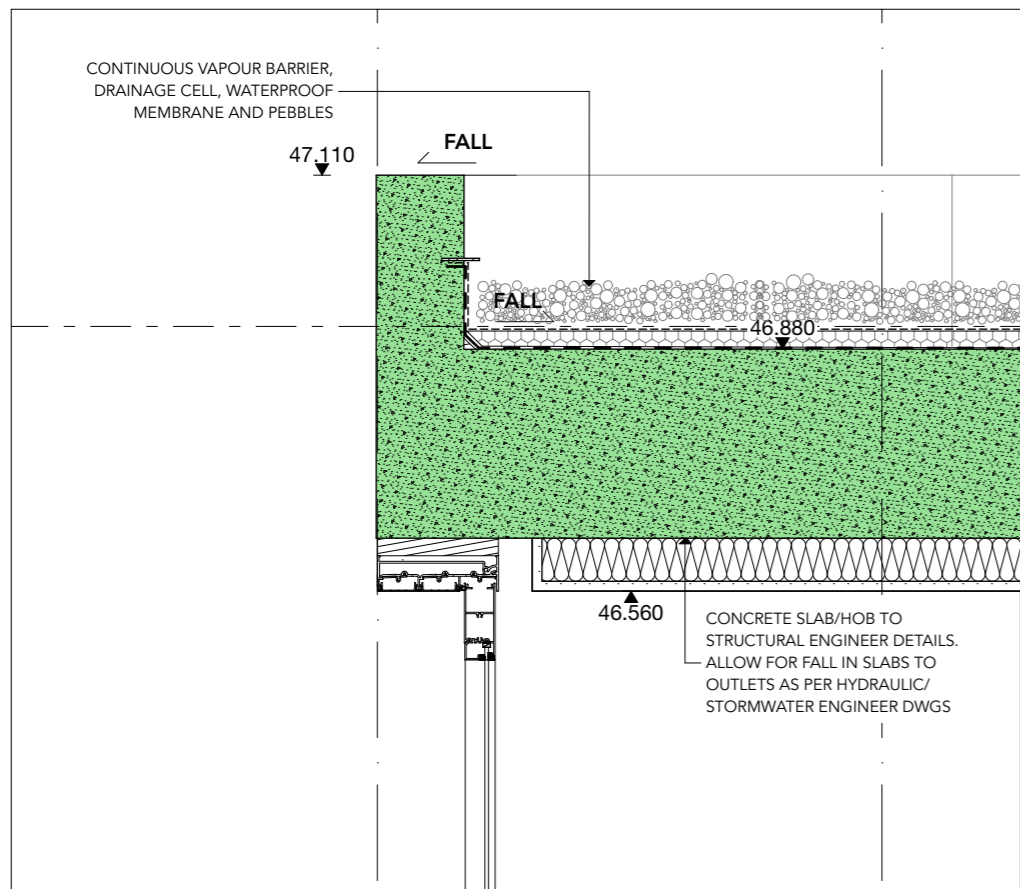 CONTINUOUS VAPOUR BARRIER,
DRAINAGE CELL, WATERPROOF
MEMBRANE AND PEBBLES
FALL
47.110
FALL
46.880
46.560
CONCRETE SLAB/HOB TO
STRUCTURAL ENGINEER DETAILS.
ALLOW FOR FALL IN SLABS TO
OUTLETS AS PER HYDRAULIC/
STORMWATER ENGINEER DWGS